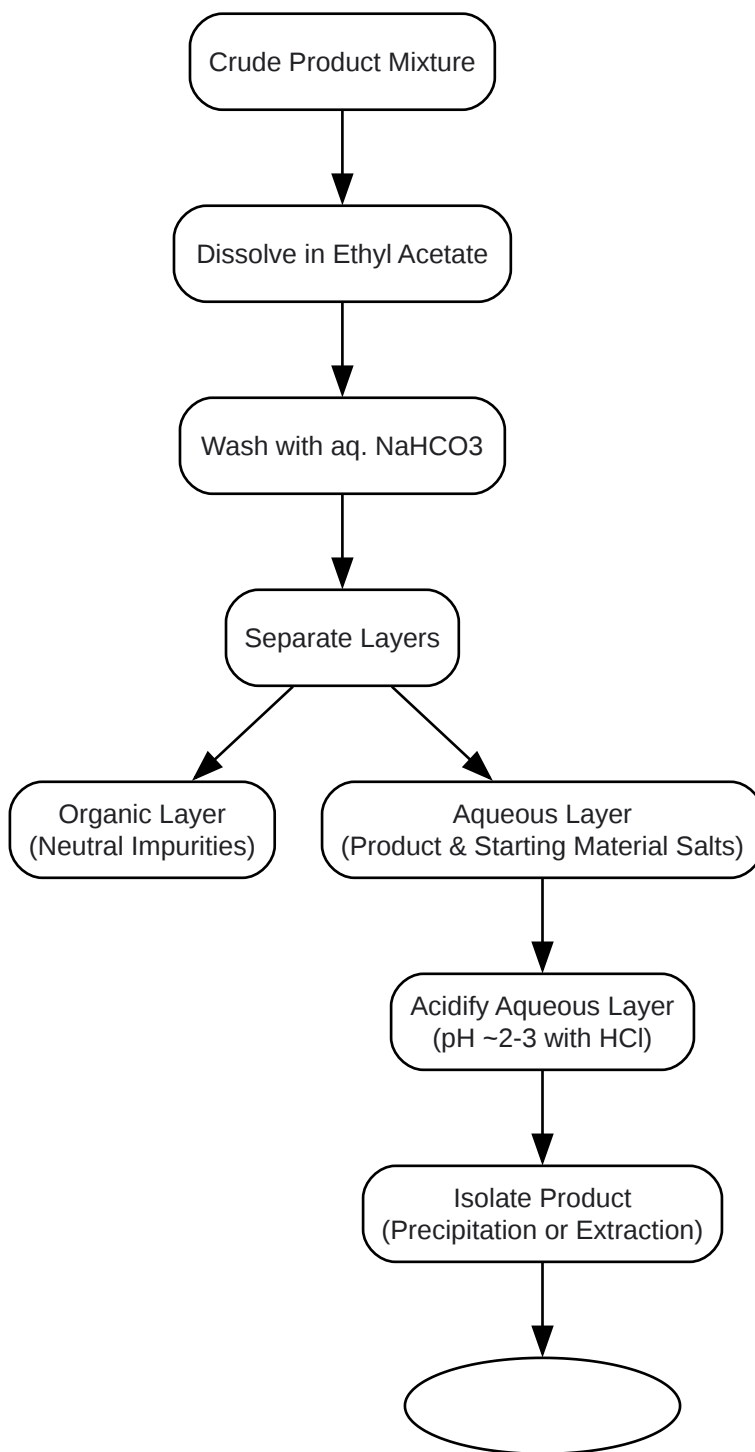 Crude Product Mixture
Dissolve in Ethyl Acetate
Wash with aq. NaHCO3
Separate Layers
Organic Layer
(Neutral Impurities)
Aqueous Layer
(Product & Starting Material Salts)
Acidify Aqueous Layer
(pH ~2-3 with HCl)
Isolate Product
(Precipitation or Extraction)